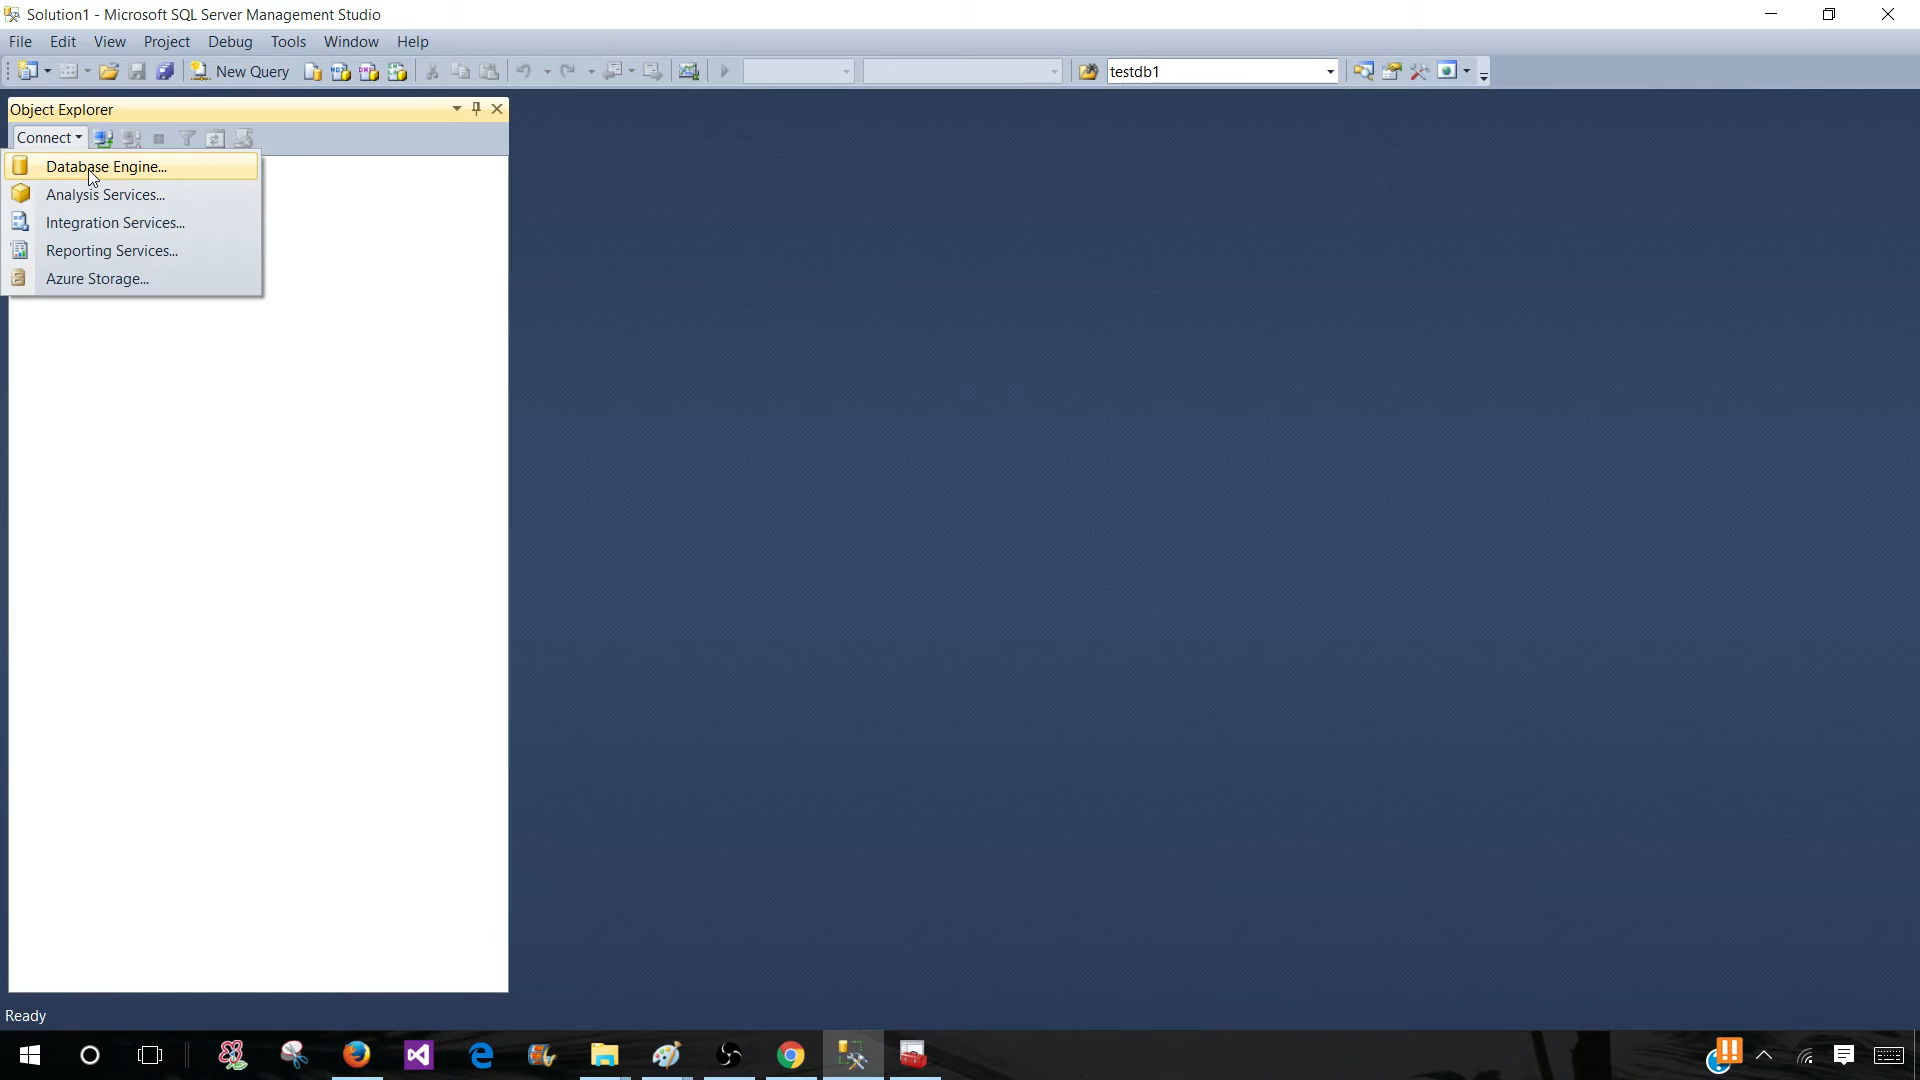 Solution1 - Microsoft SQL Server Management Studio
File Edit View Project Debug Tools Window Help
New Query testdb1
Object Explorer
Connect
Database Engine...
Analysis Services...
Integration Services...
Reporting Services...
Azure Storage...
Ready